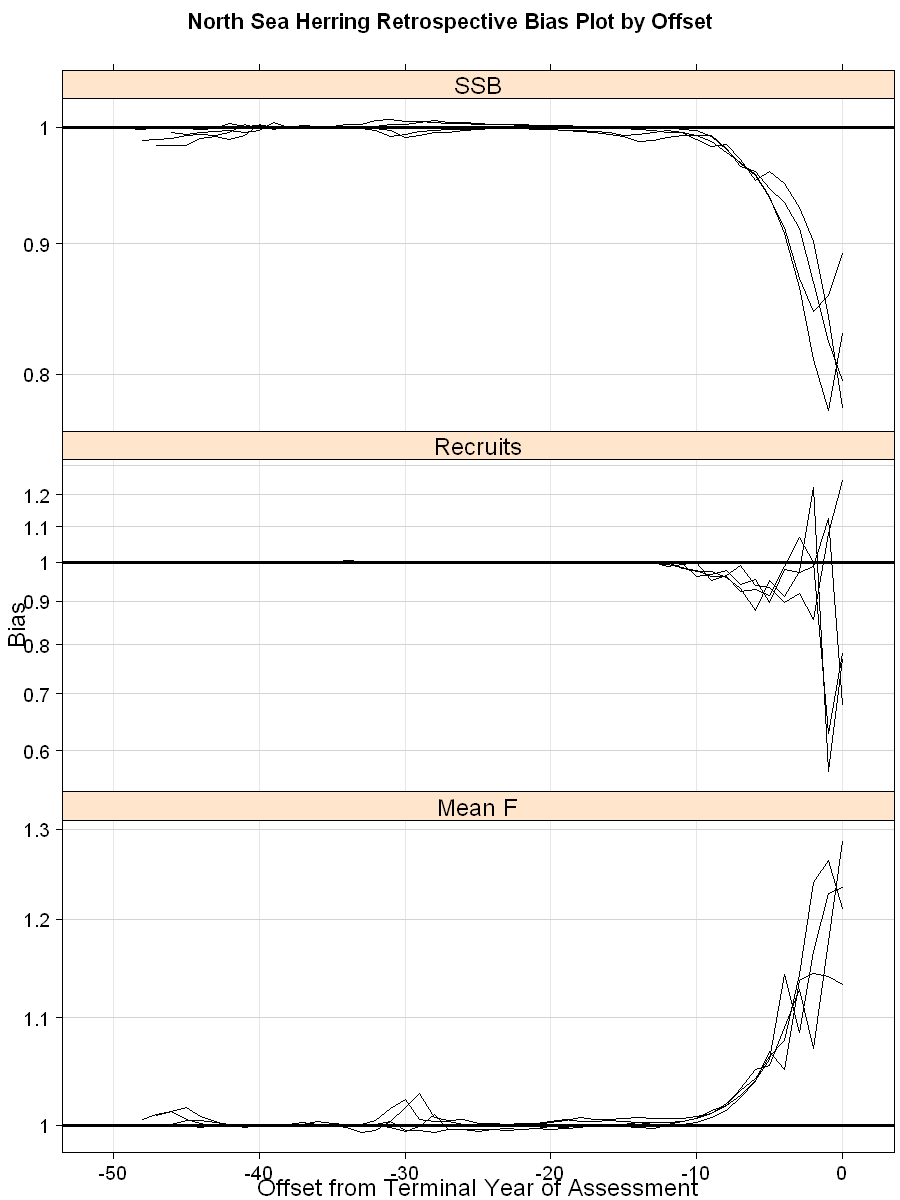 North Sea Herring Retrospective Bias Plot by Offset
SSB
1
0.9
0.8
Recruits
1.2
1.1
1
0.9
0.8
0.7
0.6
Bias
Mean F
1.3
1.2
1.1
1
-50 -40 -30 -20 -10 0
Offset from Terminal Year of Assessment